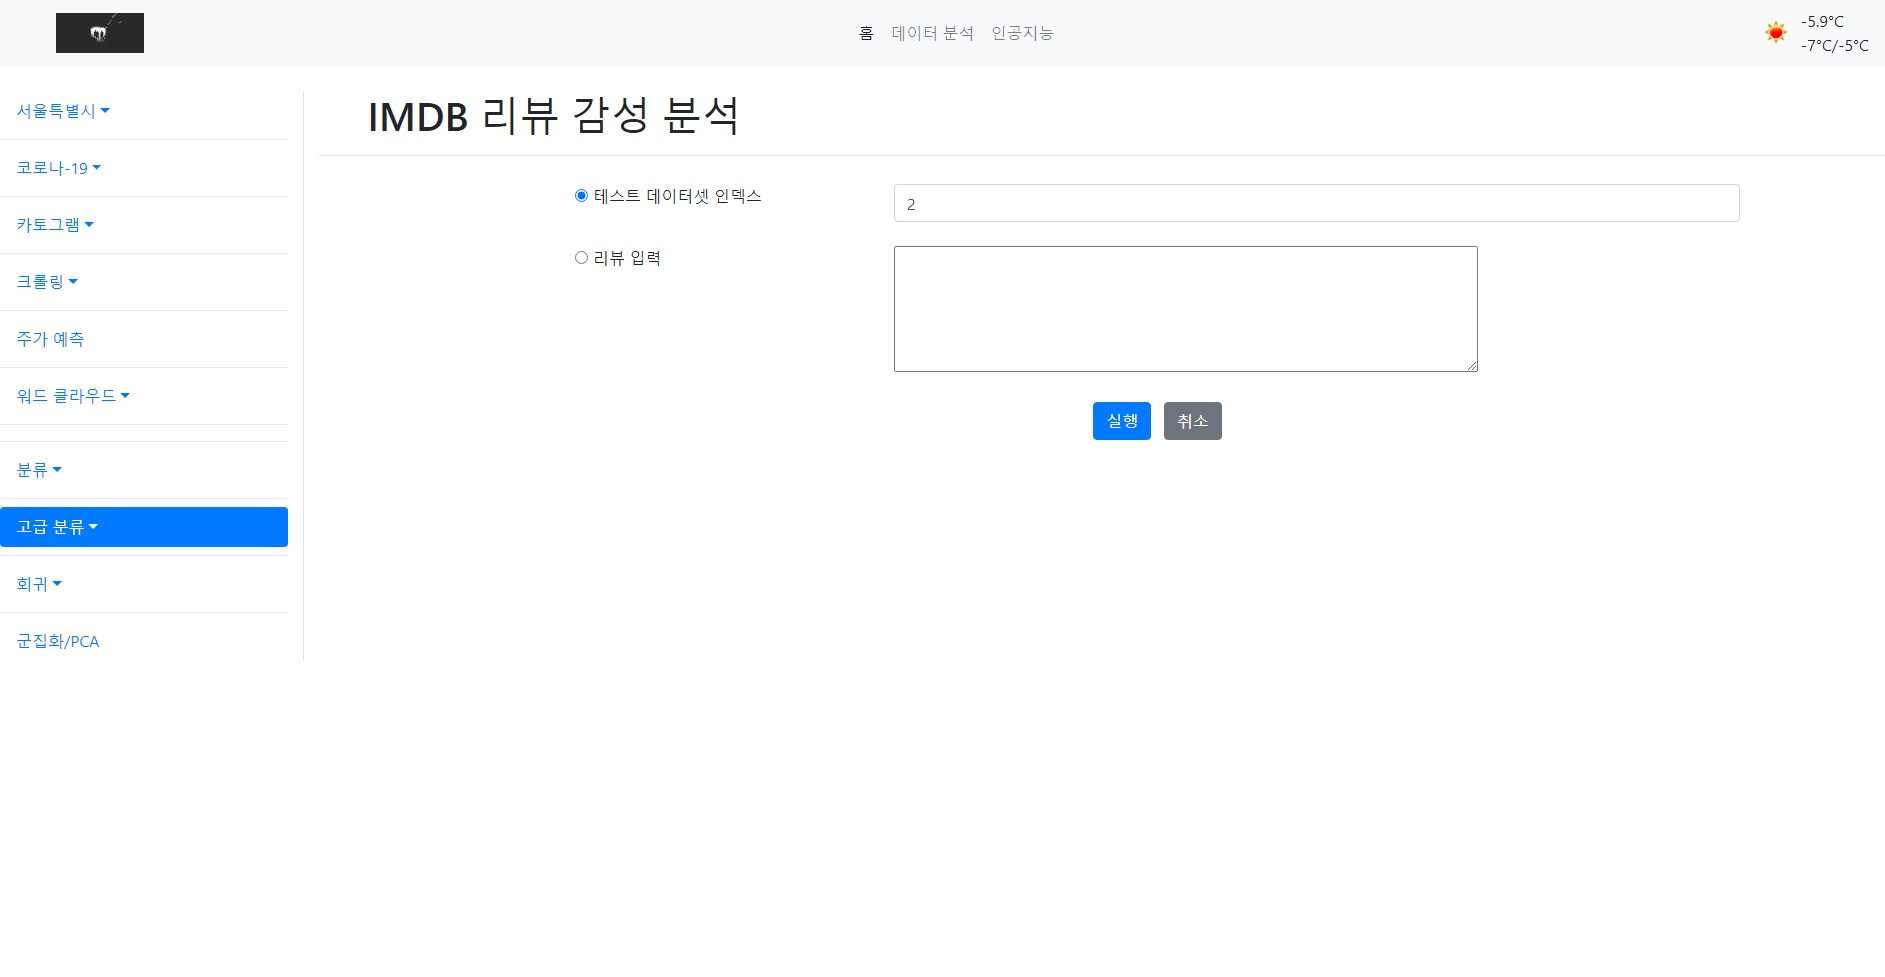 홈 데이터 분석 인공지능
-5.9°C
-7°C/-5°C
서울특별시
코로나-19
카토그램
크롤링
주가 예측
워드 클라우드
분류
고급 분류
회귀
군집화/PCA
IMDB 리뷰 감성 분석
테스트 데이터셋 인덱스 2
리뷰 입력
실행 취소